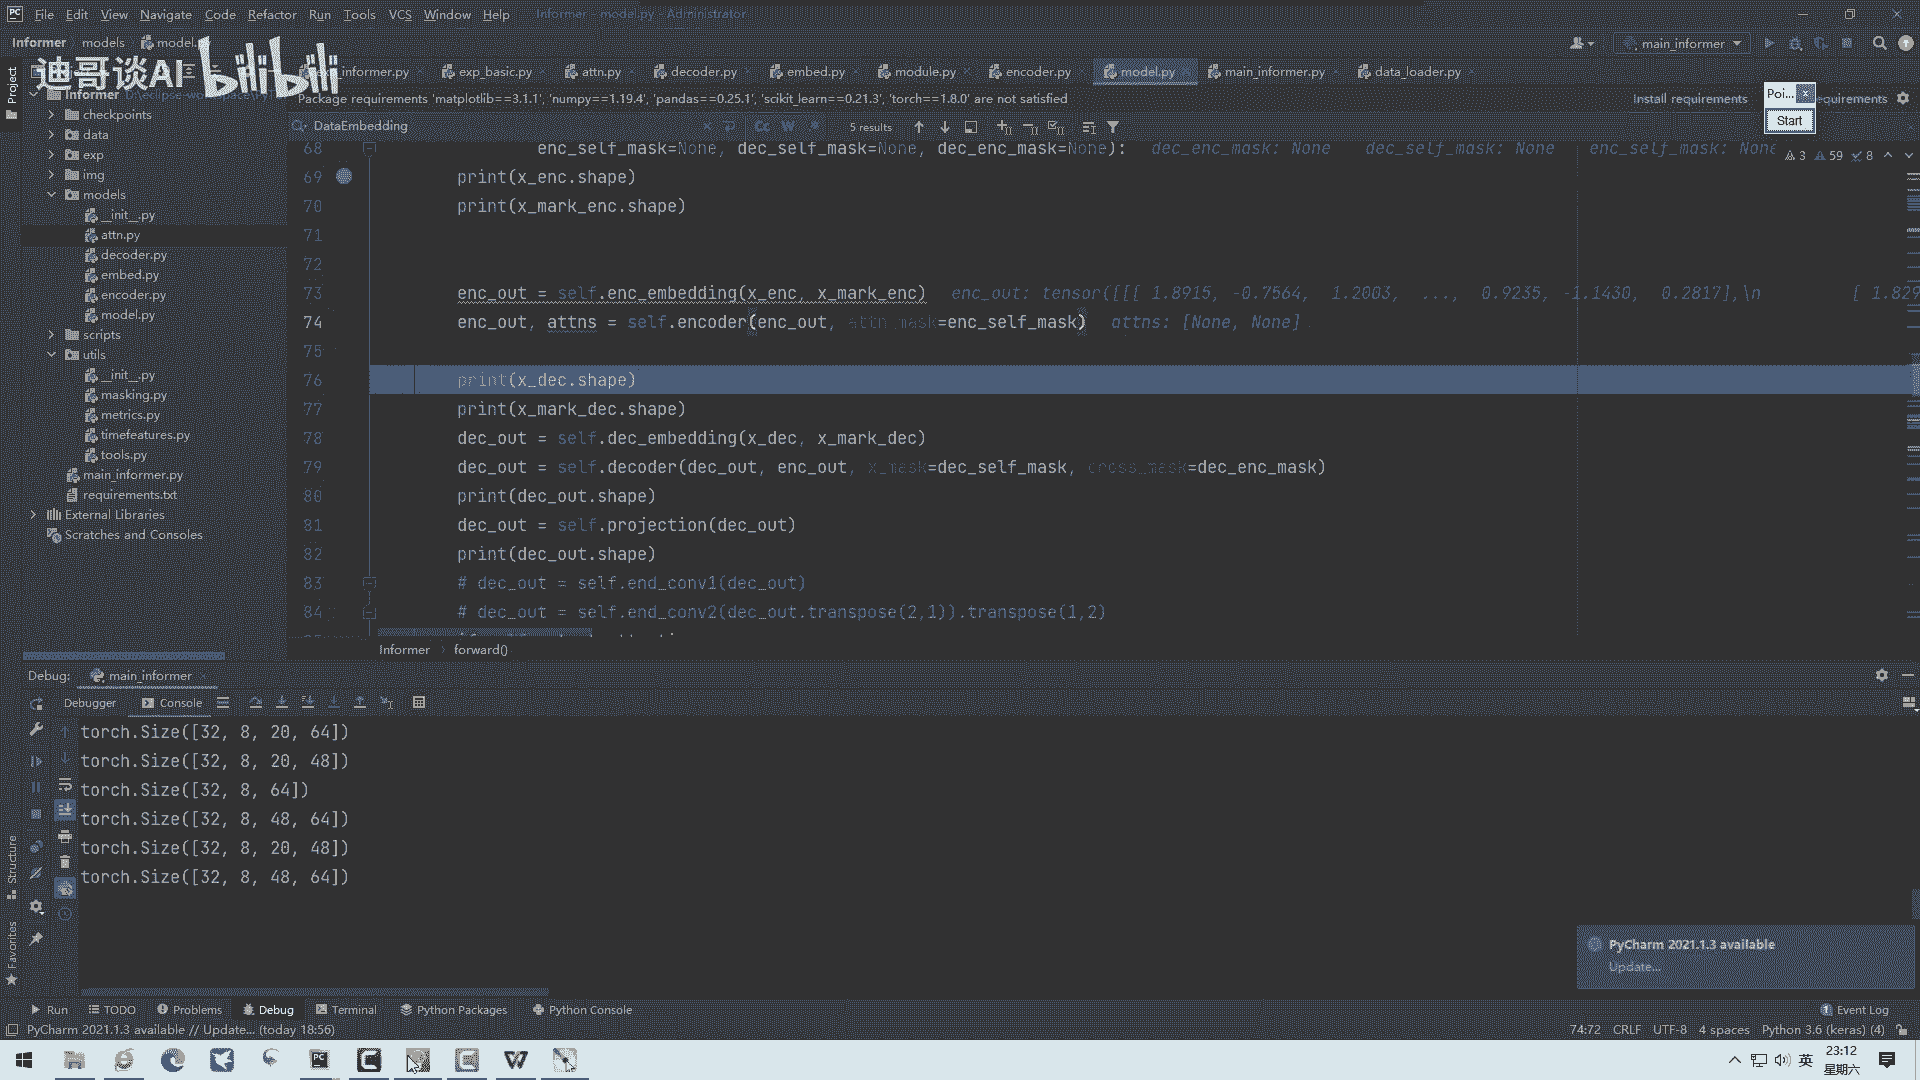 File Edit View Navigate Code Refactor Run Tools VCS Window Help Informer - model.py - Administrator
Informer models model. main_informer
迪哥谈AI bilibili
_informer.py exp_basic.py attn.py decoder.py embed.py module.py encoder.py model.py main_informer.py data_loader.py
Package requirements 'matplotlib==3.1.1', 'numpy==1.19.4', 'pandas==0.25.1', 'scikit_learn==0.21.3', 'torch==1.8.0' are not satisfied Install requirements equirements
Poi... Start
DataEmbedding Cc W 5 results
3 59 8
Project
Informer
checkpoints
data
exp
img
models
__init__.py
attn.py
decoder.py
embed.py
encoder.py
model.py
scripts
utils
__init__.py
masking.py
metrics.py
timefeatures.py
tools.py
main_informer.py
requirements.txt
External Libraries
Scratches and Consoles
68 enc_self_mask=None, dec_self_mask=None, dec_enc_mask=None): dec_enc_mask: None dec_self_mask: None enc_self_mask: None
69 print(x_enc.shape)
70 print(x_mark_enc.shape)
71
72
73 enc_out = self.enc_embedding(x_enc, x_mark_enc) enc_out: tensor([[[ 1.8915, -0.7564, 1.2003, ..., 0.9235, -1.1430, 0.2817],\n [ 1.829
74 enc_out, attns = self.encoder(enc_out, attn_mask=enc_self_mask) attns: [None, None]
75
76 print(x_dec.shape)
77 print(x_mark_dec.shape)
78 dec_out = self.dec_embedding(x_dec, x_mark_dec)
79 dec_out = self.decoder(dec_out, enc_out, x_mask=dec_self_mask, cross_mask=dec_enc_mask)
80 print(dec_out.shape)
81 dec_out = self.projection(dec_out)
82 print(dec_out.shape)
83 # dec_out = self.end_conv1(dec_out)
84 # dec_out = self.end_conv2(dec_out.transpose(2,1)).transpose(1,2)
Informer forward()
Debug: main_informer
Debugger Console
torch.Size([32, 8, 20, 64])
torch.Size([32, 8, 20, 48])
torch.Size([32, 8, 64])
torch.Size([32, 8, 48, 64])
torch.Size([32, 8, 20, 48])
torch.Size([32, 8, 48, 64])
Structure
Favorites
PyCharm 2021.1.3 available
Update...
Run TODO Problems Debug Terminal Python Packages Python Console Event Log
PyCharm 2021.1.3 available // Update... (today 18:56) 74:72 CRLF UTF-8 4 spaces Python 3.6 (keras) (4)
英 23:12
星期六